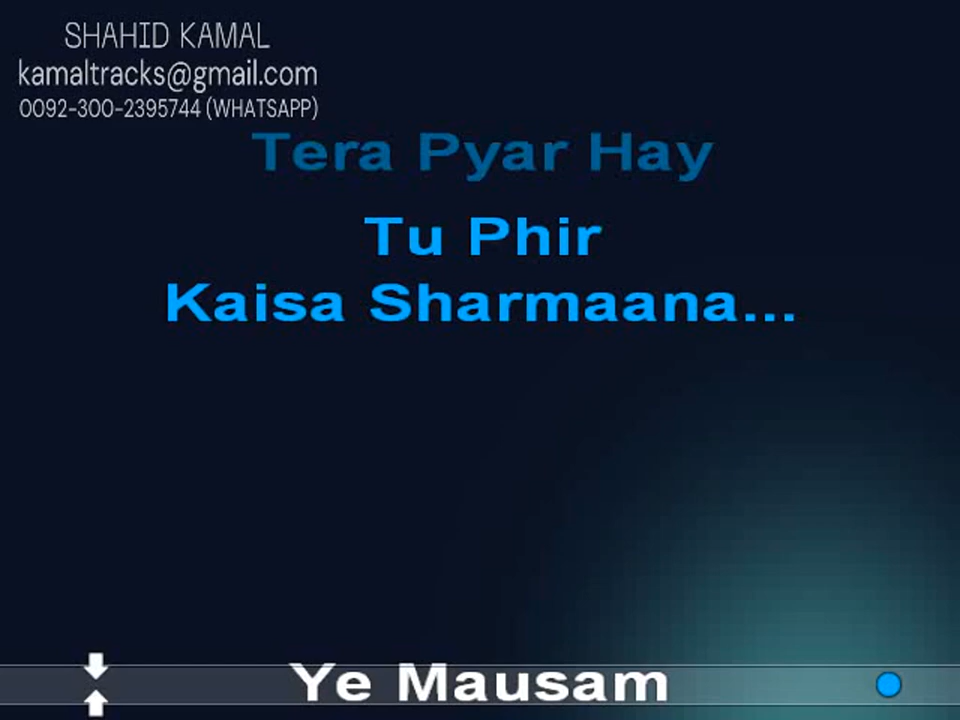 SHAHID KAMAL
kamaltracks@gmail.com
0092-300-2395744 (WHATSAPP)
Tera Pyar Hay
Tu Phir
Kaisa Sharmaana...
Ye Mausam